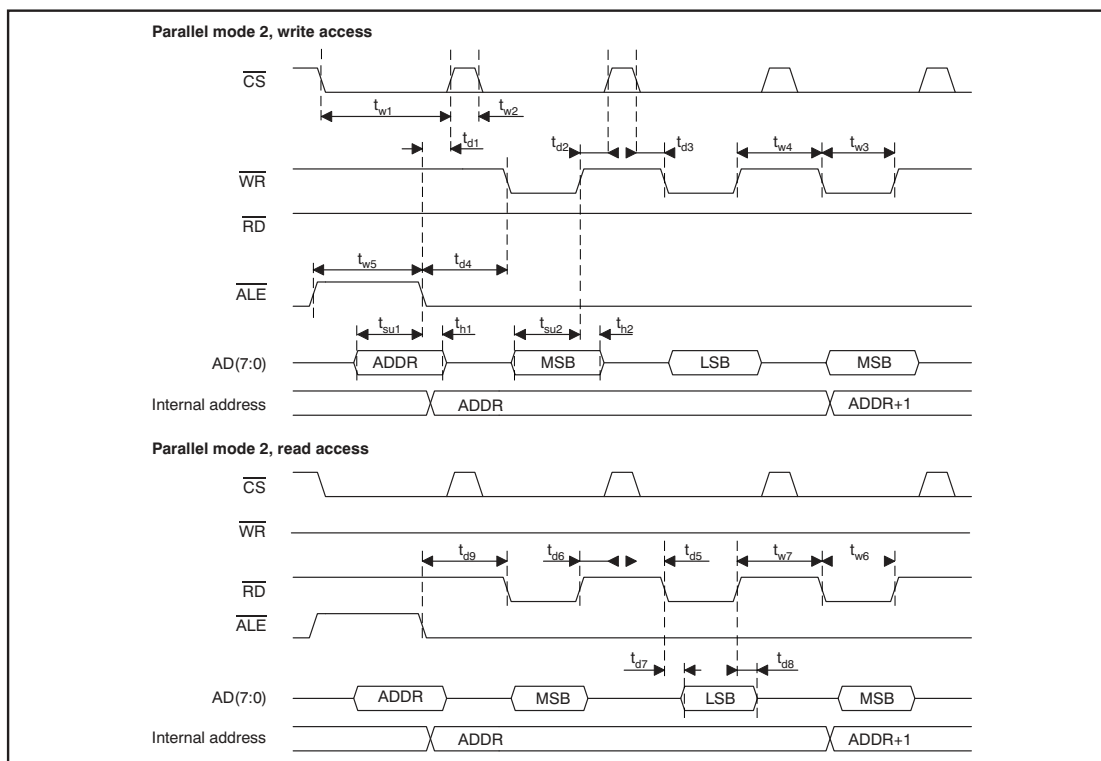 Parallel mode 2, write access
CS
tw1
tw2
td1
td2
td3
tw4
tw3
WR
RD
tw5
td4
ALE
tsu1
th1
tsu2
th2
AD(7:0)
ADDR
MSB
LSB
MSB
Internal address
ADDR
ADDR+1
Parallel mode 2, read access
CS
WR
td9
td6
td5
tw7
tw6
RD
ALE
td7
td8
AD(7:0)
ADDR
MSB
LSB
MSB
Internal address
ADDR
ADDR+1